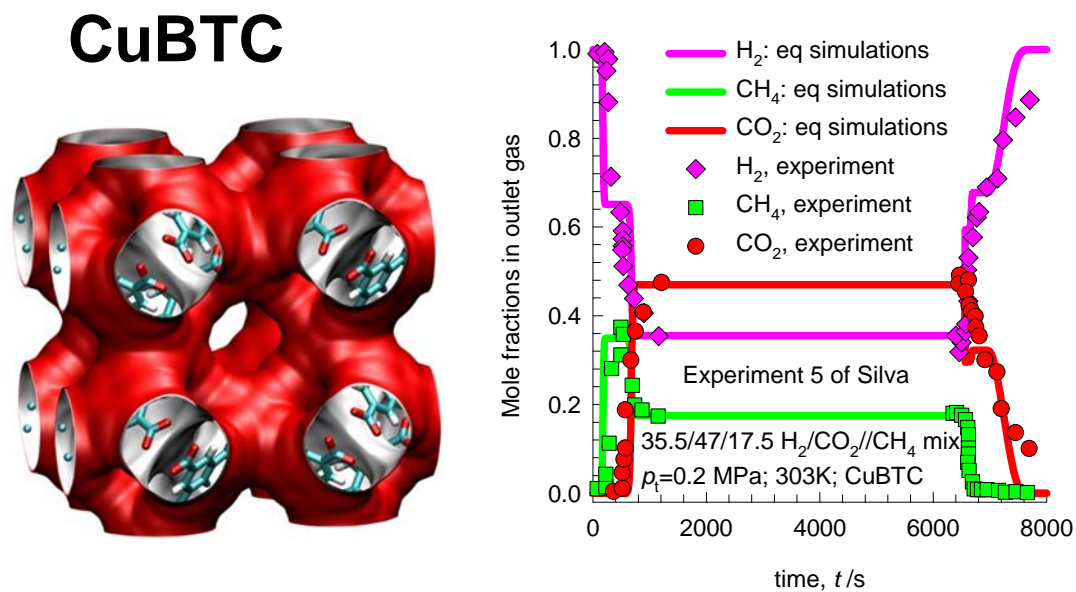 CuBTC
H2: eq simulations
CH4: eq simulations
CO2: eq simulations
H2, experiment
CH4, experiment
CO2, experiment
Experiment 5 of Silva
35.5/47/17.5 H2/CO2//CH4 mix
pt=0.2 MPa; 303K; CuBTC
Mole fractions in outlet gas
1.0
0.8
0.6
0.4
0.2
0.0
0 2000 4000 6000 8000
time, t /s